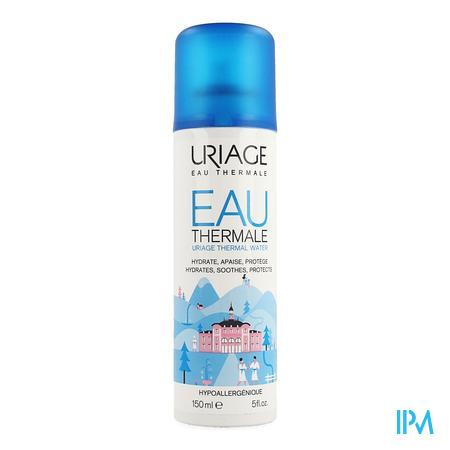 URIAGE
EAU THERMALE
EAU
THERMALE
URIAGE THERMAL WATER
HYDRATE, APAISE, PROTÈGE
HYDRATES, SOOTHES, PROTECTS
HYPOALLERGÉNIQUE
150 ml e 5fl.oz.
IPM